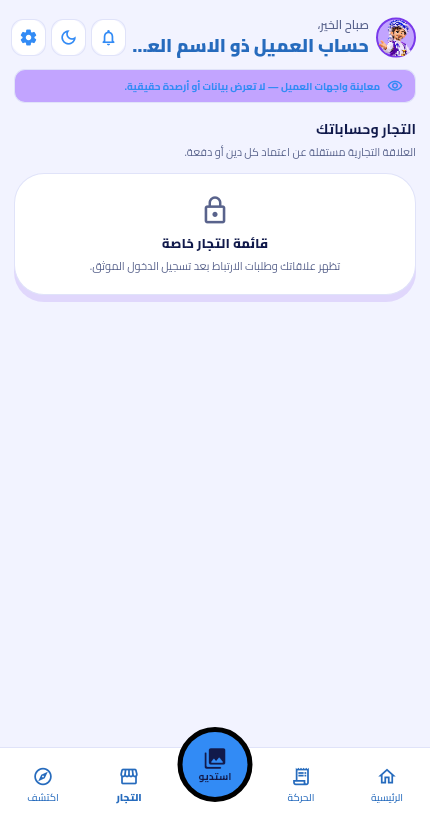 صباح الخير،
حساب العميل ذو الاسم العـ...
معاينة واجهات العميل — لا تعرض بيانات أو أرصدة حقيقية.
التجار وحساباتك
العلاقة التجارية مستقلة عن اعتماد كل دين أو دفعة.
قائمة التجار خاصة
تظهر علاقاتك وطلبات الارتباط بعد تسجيل الدخول الموثق.
الرئيسية
الحركة
استديو
التجار
اكتشف